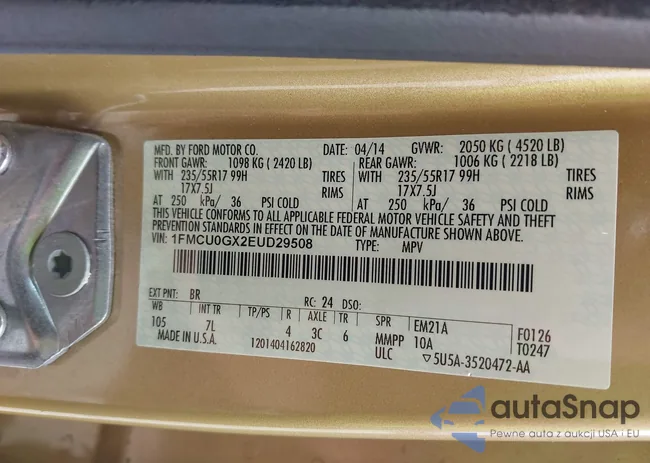 MFD. BY FORD MOTOR CO. DATE: 04/14 GVWR: 2050 KG ( 4520 LB)
FRONT GAWR: 1098 KG ( 2420 LB) REAR GAWR: 1006 KG ( 2218 LB)
WITH 235/55R17 99H TIRES WITH 235/55R17 99H TIRES
17X7.5J RIMS 17X7.5J RIMS
AT 250 kPa/ 36 PSI COLD AT 250 kPa/ 36 PSI COLD
THIS VEHICLE CONFORMS TO ALL APPLICABLE FEDERAL MOTOR VEHICLE SAFETY AND THEFT
PREVENTION STANDARDS IN EFFECT ON THE DATE OF MANUFACTURE SHOWN ABOVE.
VIN: 1FMCU0GX2EUD29508 TYPE: MPV
EXT PNT: BR RC: 24 DSO:
WB INT TR TP/PS R AXLE TR SPR EM21A F0126
105 7L 4 3C 6 MMPP 10A T0247
MADE IN U.S.A. 1201404162820 ULC ▽5U5A-3520472-AA
autaSnap
Pewne auta z aukcji USA i EU